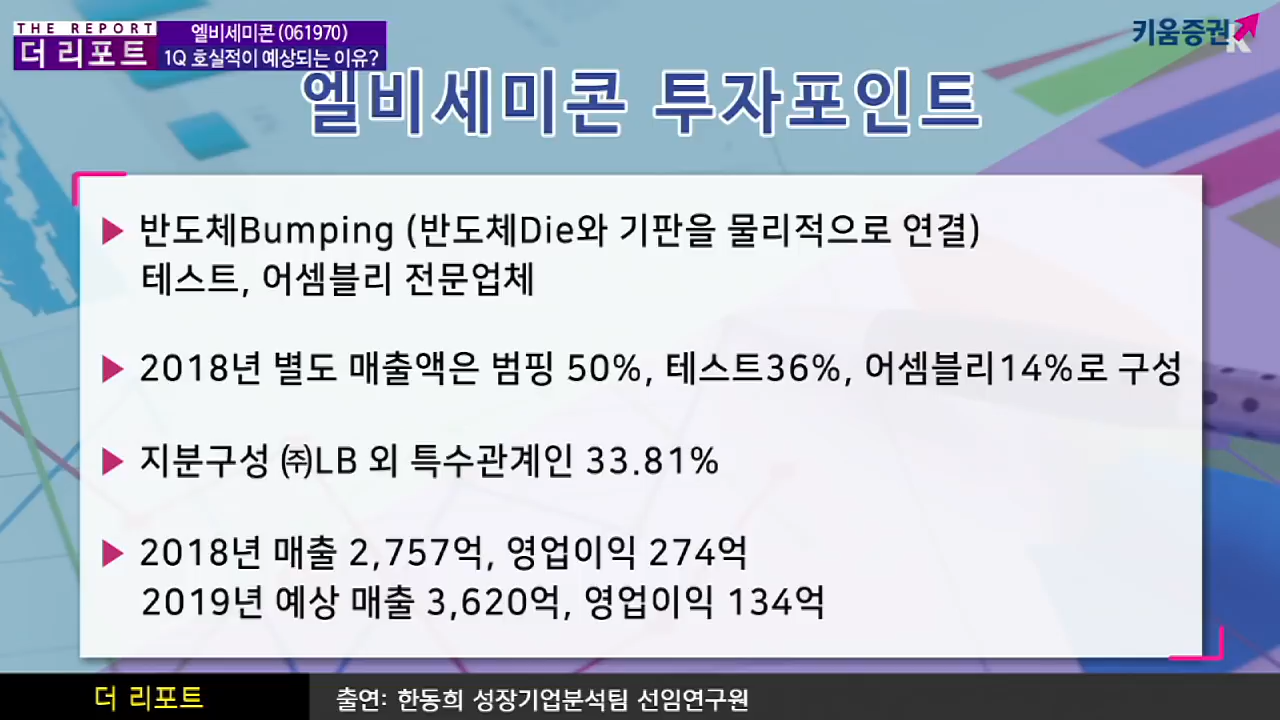 THE REPORT
더 리포트
엘비세미콘 (061970)
1Q 호실적이 예상되는 이유?
키움증권
엘비세미콘 투자포인트
▶ 반도체Bumping (반도체Die와 기판을 물리적으로 연결)
테스트, 어셈블리 전문업체
▶ 2018년 별도 매출액은 범핑 50%, 테스트36%, 어셈블리14%로 구성
▶ 지분구성 ㈜LB 외 특수관계인 33.81%
▶ 2018년 매출 2,757억, 영업이익 274억
2019년 예상 매출 3,620억, 영업이익 134억
더 리포트
출연: 한동희 성장기업분석팀 선임연구원